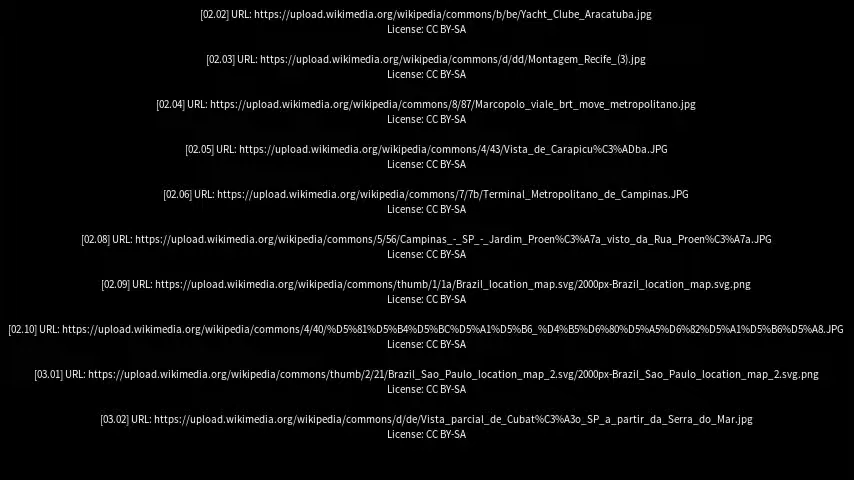 [02.02] URL: https://upload.wikimedia.org/wikipedia/commons/b/be/Yacht_Clube_Aracatuba.jpg
License: CC BY-SA
[02.03] URL: https://upload.wikimedia.org/wikipedia/commons/d/dd/Montagem_Recife_(3).jpg
License: CC BY-SA
[02.04] URL: https://upload.wikimedia.org/wikipedia/commons/8/87/Marcopolo_viale_brt_move_metropolitano.jpg
License: CC BY-SA
[02.05] URL: https://upload.wikimedia.org/wikipedia/commons/4/43/Vista_de_Carapicu%C3%ADba.JPG
License: CC BY-SA
[02.06] URL: https://upload.wikimedia.org/wikipedia/commons/7/7b/Terminal_Metropolitano_de_Campinas.JPG
License: CC BY-SA
[02.08] URL: https://upload.wikimedia.org/wikipedia/commons/5/56/Campinas_-_SP_-_Jardim_Proen%C3%A7a_visto_da_Rua_Proen%C3%A7a.JPG
License: CC BY-SA
[02.09] URL: https://upload.wikimedia.org/wikipedia/commons/thumb/1/1a/Brazil_location_map.svg/2000px-Brazil_location_map.svg.png
License: CC BY-SA
[02.10] URL: https://upload.wikimedia.org/wikipedia/commons/4/40/%D5%81%D5%B4%D5%BC%D5%A1%D5%B6_%D4%B5%D6%80%D5%A5%D6%82%D5%A1%D5%B6%D5%A8.JPG
License: CC BY-SA
[03.01] URL: https://upload.wikimedia.org/wikipedia/commons/thumb/2/21/Brazil_Sao_Paulo_location_map_2.svg/2000px-Brazil_Sao_Paulo_location_map_2.svg.png
License: CC BY-SA
[03.02] URL: https://upload.wikimedia.org/wikipedia/commons/d/de/Vista_parcial_de_Cubat%C3%A3o_SP_a_partir_da_Serra_do_Mar.jpg
License: CC BY-SA